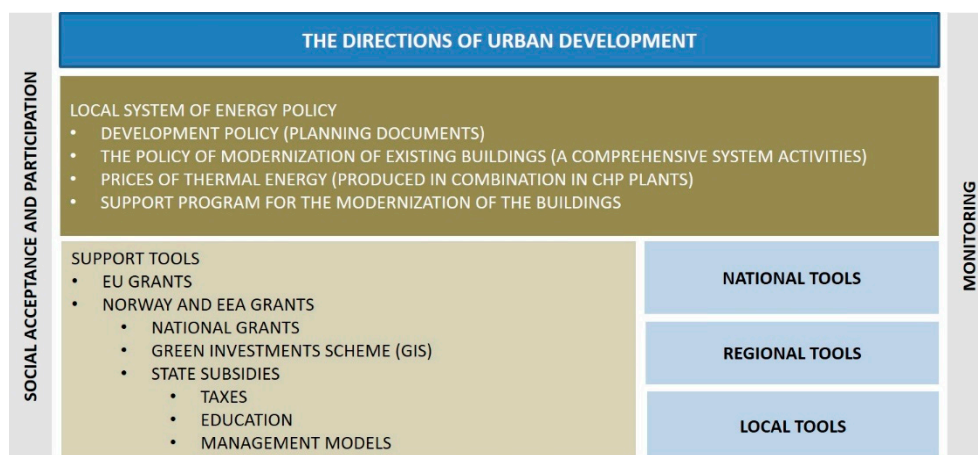 SOCIAL ACCEPTANCE AND PARTICIPATION
THE DIRECTIONS OF URBAN DEVELOPMENT
LOCAL SYSTEM OF ENERGY POLICY
• DEVELOPMENT POLICY (PLANNING DOCUMENTS)
• THE POLICY OF MODERNIZATION OF EXISTING BUILDINGS (A COMPREHENSIVE SYSTEM ACTIVITIES)
• PRICES OF THERMAL ENERGY (PRODUCED IN COMBINATION IN CHP PLANTS)
• SUPPORT PROGRAM FOR THE MODERNIZATION OF THE BUILDINGS
SUPPORT TOOLS
• EU GRANTS
• NORWAY AND EEA GRANTS
• NATIONAL GRANTS
• GREEN INVESTMENTS SCHEME (GIS)
• STATE SUBSIDIES
• TAXES
• EDUCATION
• MANAGEMENT MODELS
NATIONAL TOOLS
REGIONAL TOOLS
LOCAL TOOLS
MONITORING